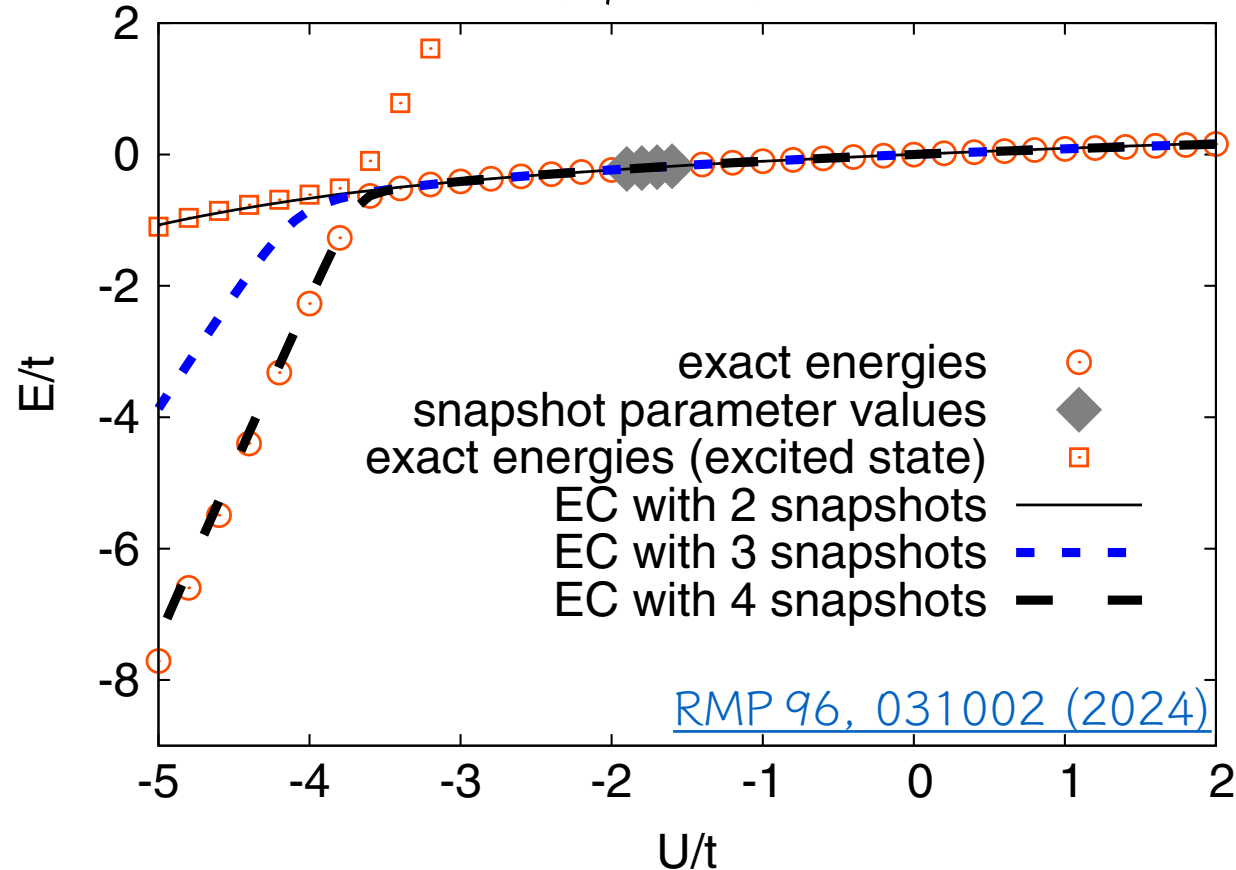 2
0
-2
-4
-6
-8
E/t
exact energies
snapshot parameter values
exact energies (excited state)
EC with 2 snapshots
EC with 3 snapshots
EC with 4 snapshots
RMP 96, 031002 (2024)
-5 -4 -3 -2 -1 0 1 2
U/t